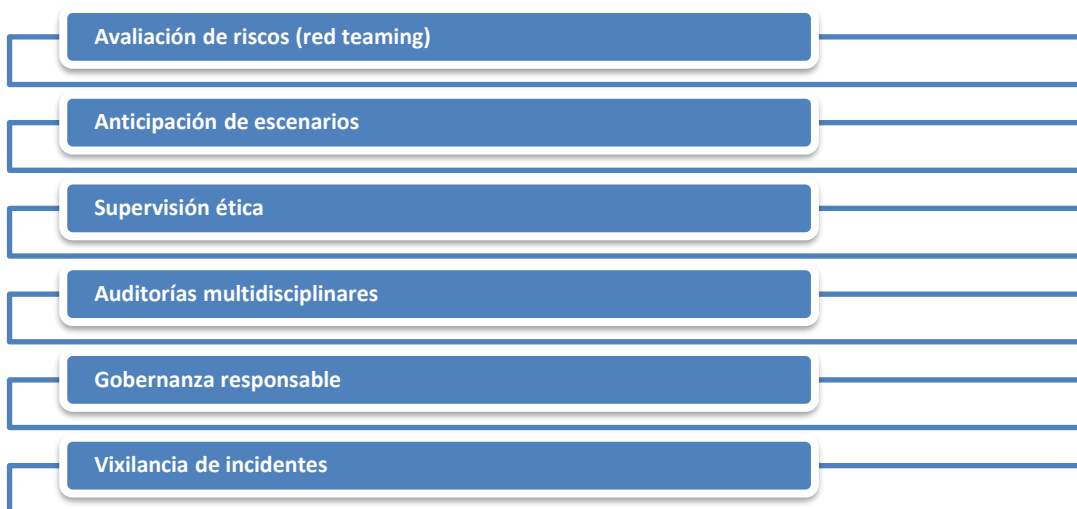 Avaliación de riscos (red teaming)
Anticipación de escenarios
Supervisión ética
Auditorías multidisciplinares
Gobernanza responsable
Vixilancia de incidentes